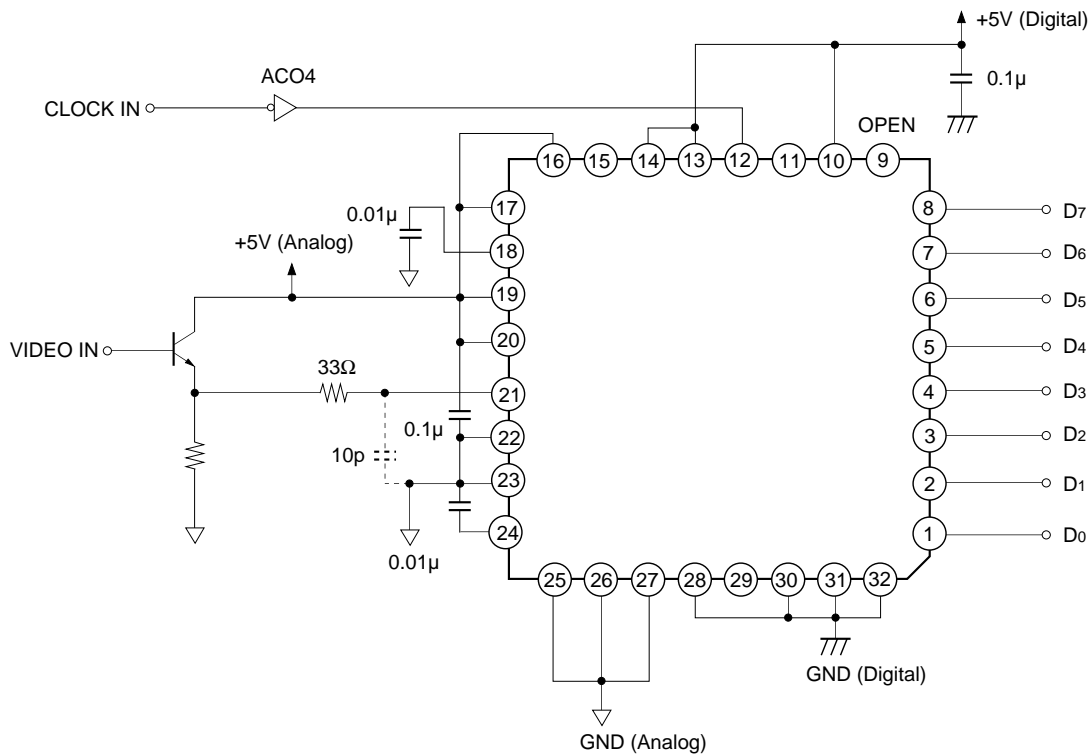 +5V (Digital)
ACO4
0.1µ
CLOCK IN
OPEN
16
15
14
13
12
11
10
9
17
8
D7
0.01µ
+5V (Analog)
18
7
D6
19
6
D5
20
5
D4
VIDEO IN
33Ω
21
4
D3
0.1µ
22
3
D2
10p
23
2
D1
24
1
D0
0.01µ
25
26
27
28
29
30
31
32
GND (Digital)
GND (Analog)